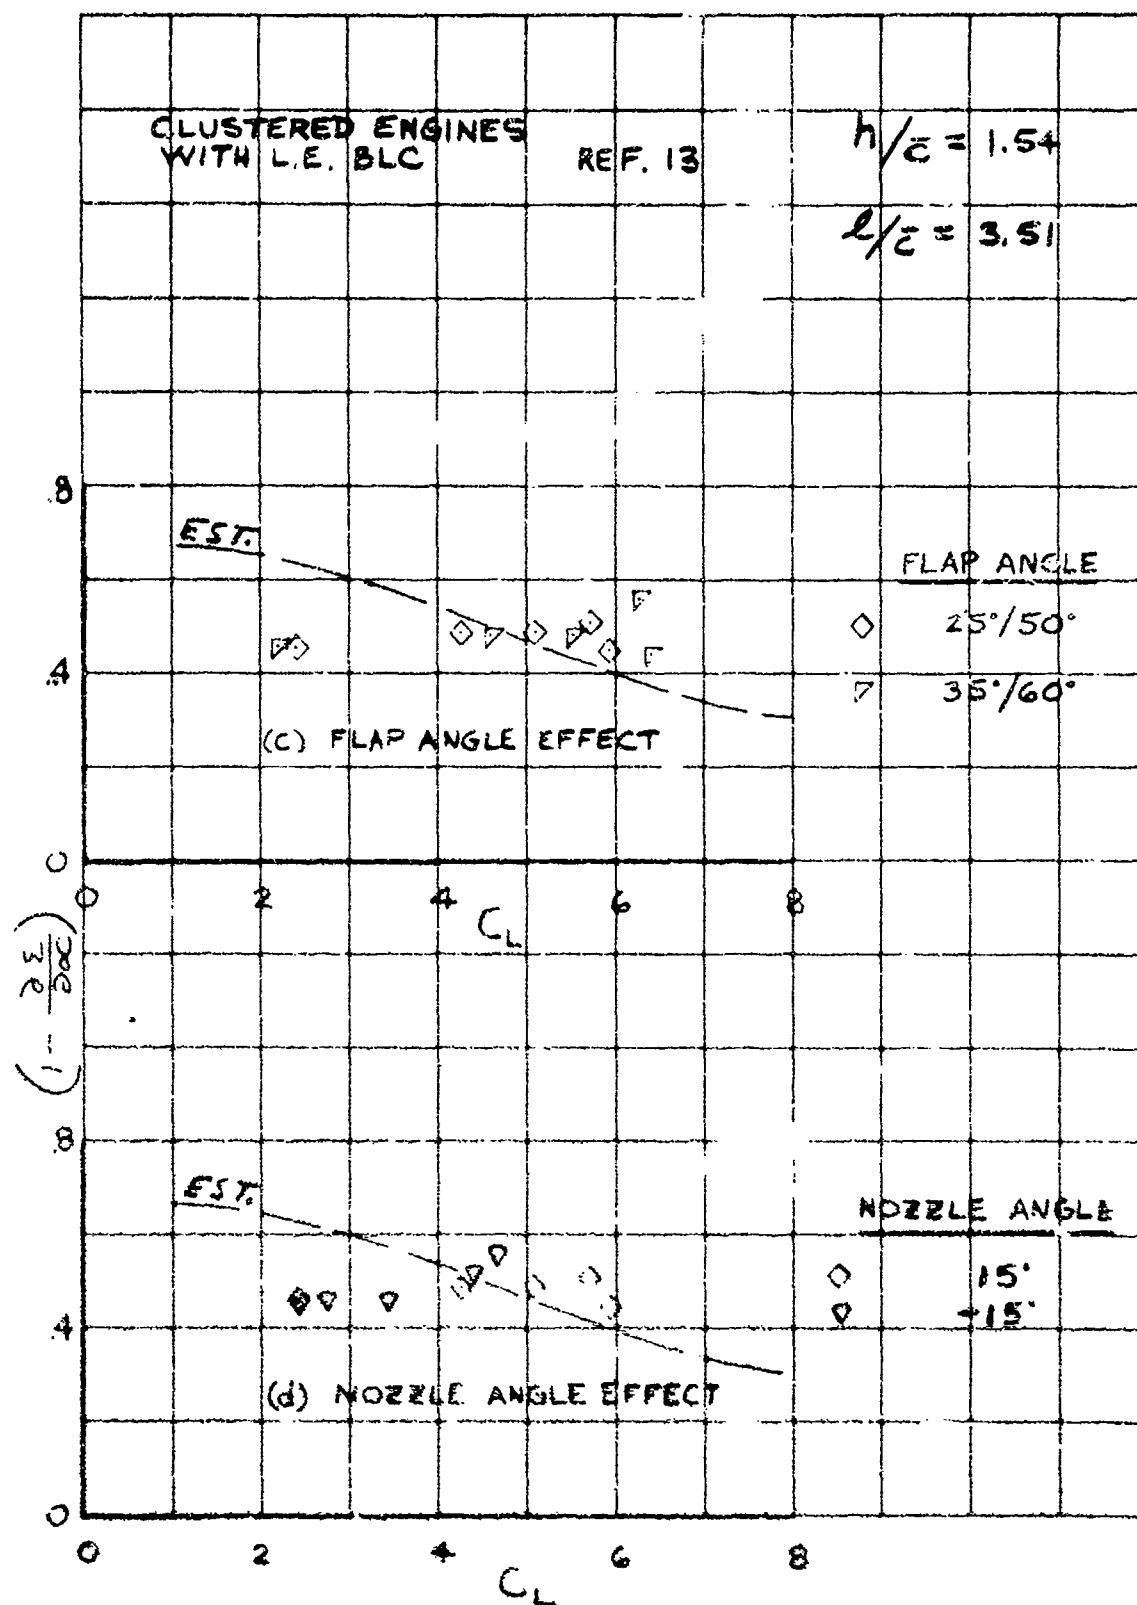 CLUSTERED ENGINES
WITH L.E. BLC
REF. 13
h/c̄ = 1.54
l/c̄ = 3.51
.8
EST.
FLAP ANGLE
◇ 25°/50°
35°/60°
.4
(c) FLAP ANGLE EFFECT
0
0 2 4 6 8
C_L
(1 - ∂ε/∂α)
.8
EST.
NOZZLE ANGLE
◇ 15°
-15°
.4
(d) NOZZLE ANGLE EFFECT
0
0 2 4 6 8
C_L